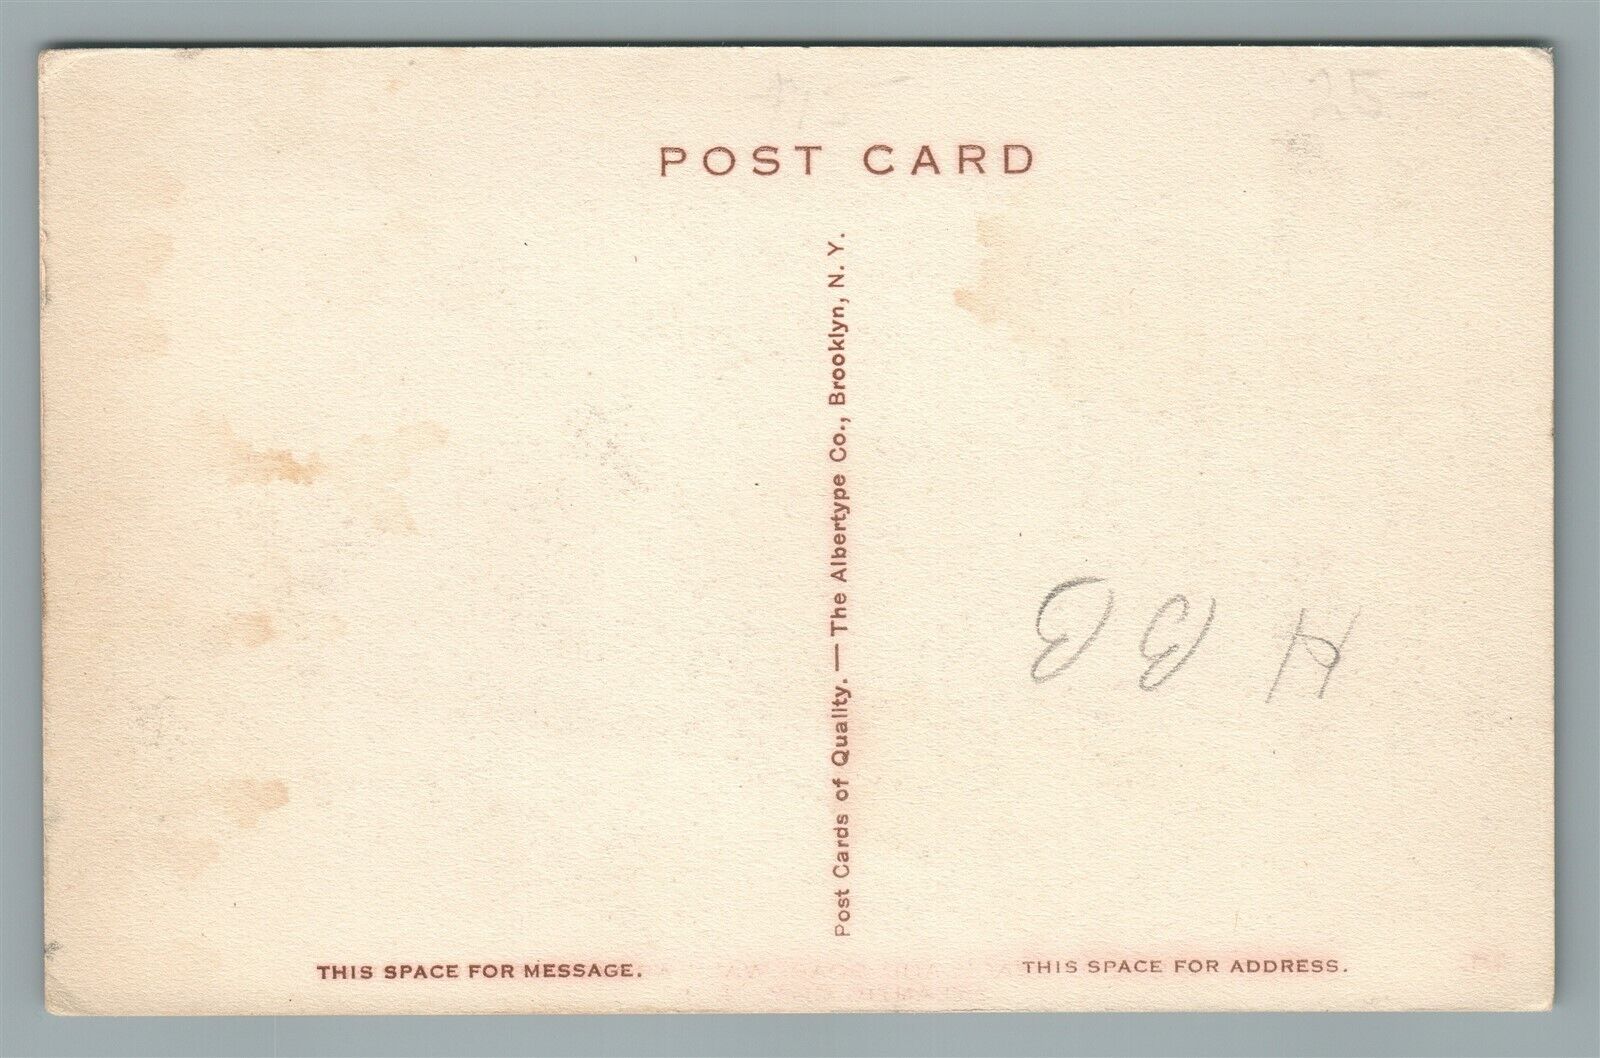 25-
POST CARD
Post Cards of Quality. — The Albertype Co., Brooklyn, N. Y.
H B B
THIS SPACE FOR MESSAGE.
THIS SPACE FOR ADDRESS.